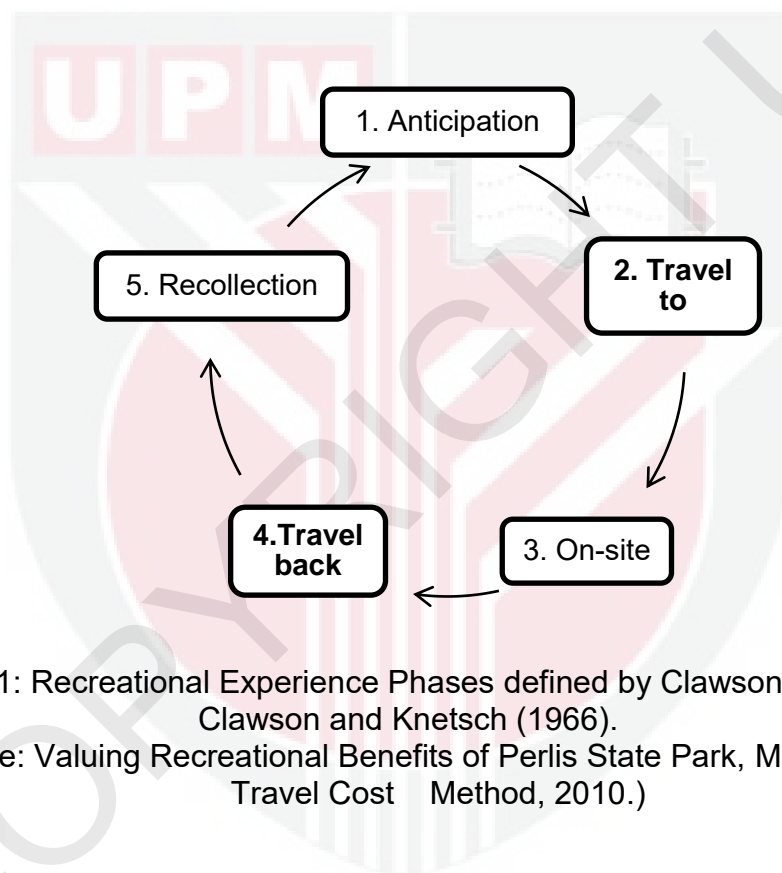 UPM
1. Anticipation
2. Travel
to
3. On-site
4.Travel
back
5. Recollection
1: Recreational Experience Phases defined by Clawson
Clawson and Knetsch (1966).
e: Valuing Recreational Benefits of Perlis State Park, M
Travel Cost Method, 2010.)
OPYRIGHT U